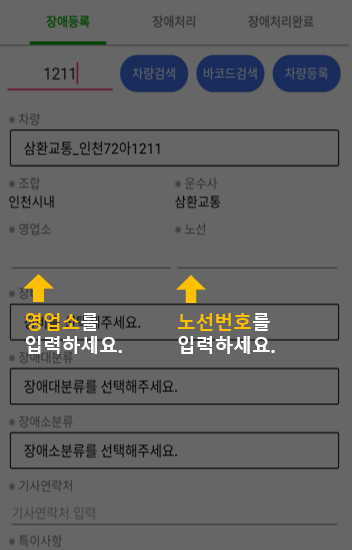 장애등록 장애처리 장애처리완료
1211 차량검색 바코드검색 차량등록
※ 차량
삼환교통_인천72아1211
※ 조합 ※ 운수사
인천시내 삼환교통
※ 영업소 ※ 노선
※ 장
영업소를 노선번호를
입력하세요. 입력하세요.
택해주세요.
※ 장애대분류
장애대분류를 선택해주세요.
※ 장애소분류
장애소분류를 선택해주세요.
※ 기사연락처
기사연락처 입력
※ 특이사항